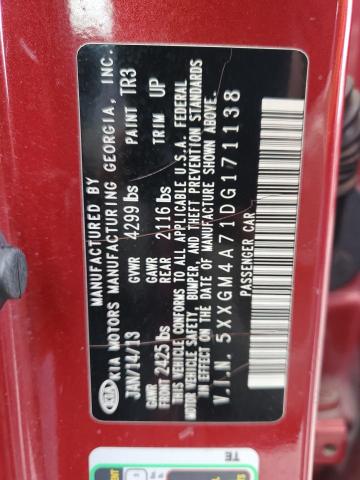 KIA
MANUFACTURED BY
KIA MOTORS MANUFACTURING GEORGIA, INC.
JAN/14/13 GVWR 4299 lbs PAINT TR3
GAWR FRONT 2425 lbs GAWR REAR 2116 lbs TRIM UP
THIS VEHICLE CONFORMS TO ALL APPLICABLE U.S.A. FEDERAL
MOTOR VEHICLE SAFETY, BUMPER, AND THEFT PREVENTION STANDARDS
IN EFFECT ON THE DATE OF MANUFACTURE SHOWN ABOVE.
V.I.N. 5XXGM4A71DG171138
PASSENGER CAR
TE